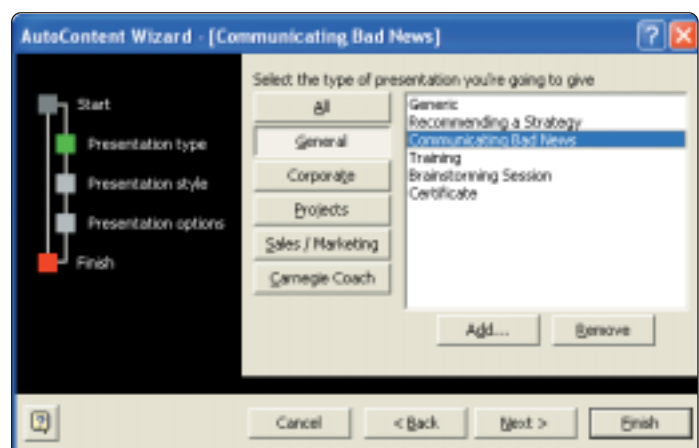 AutoContent Wizard - [Communicating Bad News]
Select the type of presentation you're going to give
Start
Presentation type
Presentation style
Presentation options
Finish
All
General
Corporate
Projects
Sales / Marketing
Carnegie Coach
Generic
Recommending a Strategy
Communicating Bad News
Training
Brainstorming Session
Certificate
Add...
Remove
Cancel
< Back
Next >
Finish